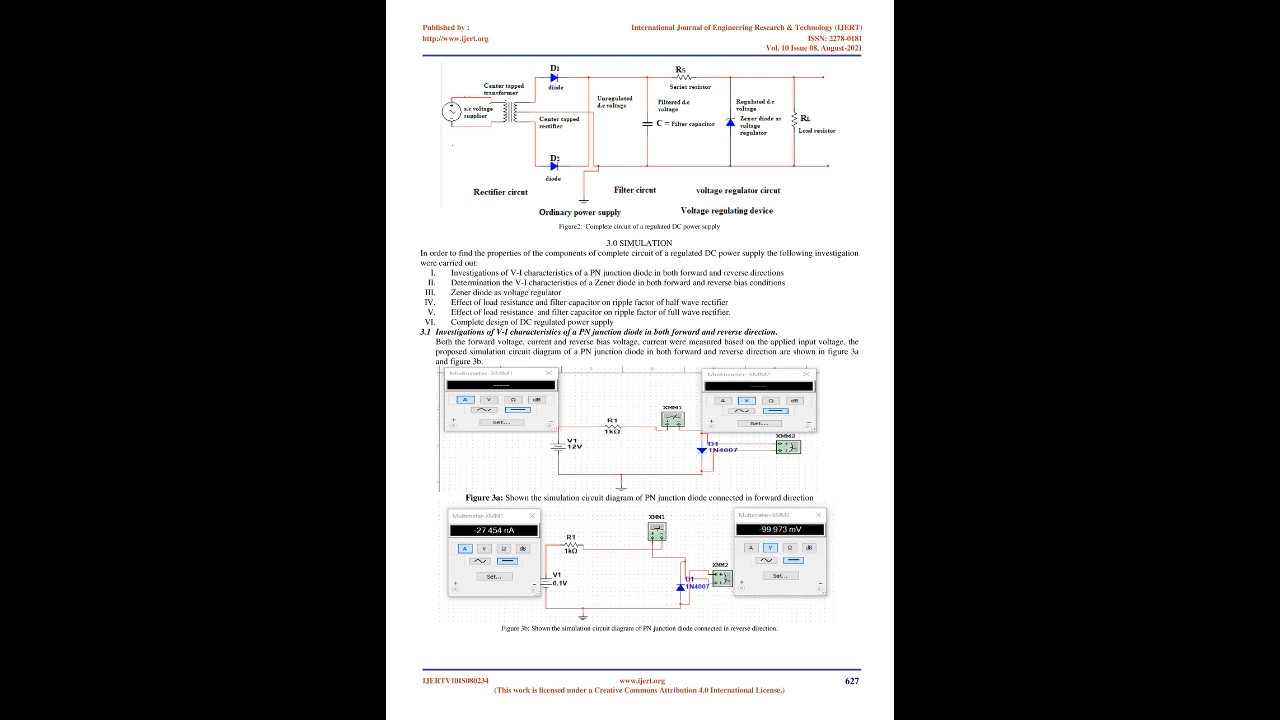 Published by :
International Journal of Engineering Research & Technology (IJERT)
http://www.ijert.org
ISSN: 2278-0181
Vol. 10 Issue 08, August-2021
D1
diode
Center tapped
transformer
a.c voltage
supplier
Center tapped
rectifier
D2
diode
Unregulated
d.c voltage
Filtered d.c
voltage
C = Filter capacitor
RS
Series resistor
Regulated d.c
voltage
Zener diode as
voltage
regulator
RL
Load resistor
Rectifier circut
Filter circut
voltage regulator circut
Ordinary power supply
Voltage regulating device
Figure2: Complete circuit of a regulated DC power supply
3.0 SIMULATION
In order to find the properties of the components of complete circuit of a regulated DC power supply the following investigation
were carried out:
I. Investigations of V-I characteristics of a PN junction diode in both forward and reverse directions
II. Determination the V-I characteristics of a Zener diode in both forward and reverse bias conditions
III. Zener diode as voltage regulator
IV. Effect of load resistance and filter capacitor on ripple factor of half wave rectifier
V. Effect of load resistance and filter capacitor on ripple factor of full wave rectifier.
VI. Complete design of DC regulated power supply
3.1 Investigations of V-I characteristics of a PN junction diode in both forward and reverse direction.
Both the forward voltage, current and reverse bias voltage, current were measured based on the applied input voltage, the
proposed simulation circuit diagram of a PN junction diode in both forward and reverse direction are shown in figure 3a
and figure 3b.
Multimeter-XMM1
A V Ω dB
Set...
Multimeter-XMM2
A V Ω dB
Set...
R1
1kΩ
XMM1
V1
12V
D1
1N4007
XMM2
Figure 3a: Shown the simulation circuit diagram of PN junction diode connected in forward direction
Multimeter-XMM1
-27.454 nA
A V Ω dB
Set...
R1
1kΩ
V1
0.1V
XMM1
D1
1N4007
XMM2
Multimeter-XMM2
-99.973 mV
A V Ω dB
Set...
Figure 3b: Shown the simulation circuit diagram of PN junction diode connected in reverse direction.
IJERTV10IS080234
www.ijert.org
627
(This work is licensed under a Creative Commons Attribution 4.0 International License.)